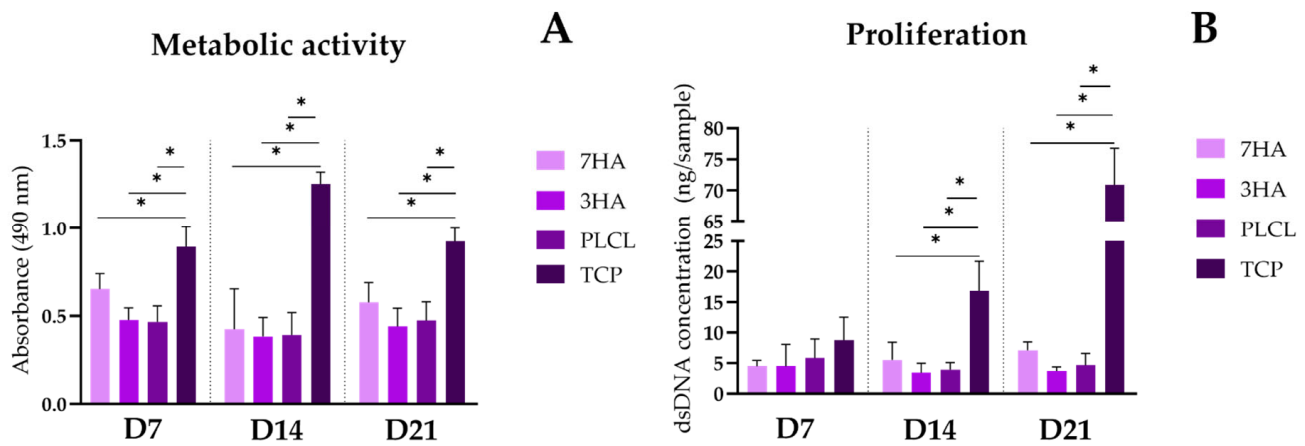 Metabolic activity
A
Absorbance (490 nm)
1.5
1.0
0.5
0.0
*
*
*
*
*
*
*
*
*
D7
D14
D21
7HA
3HA
PLCL
TCP
Proliferation
B
dsDNA concentration (ng/sample)
80
75
70
65
25
20
15
10
5
0
*
*
*
*
*
*
D7
D14
D21
7HA
3HA
PLCL
TCP